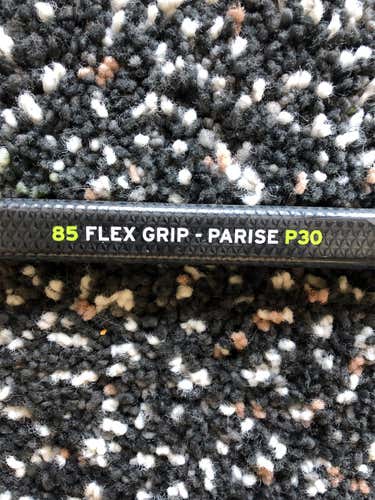 85 FLEX GRIP - PARISE P30